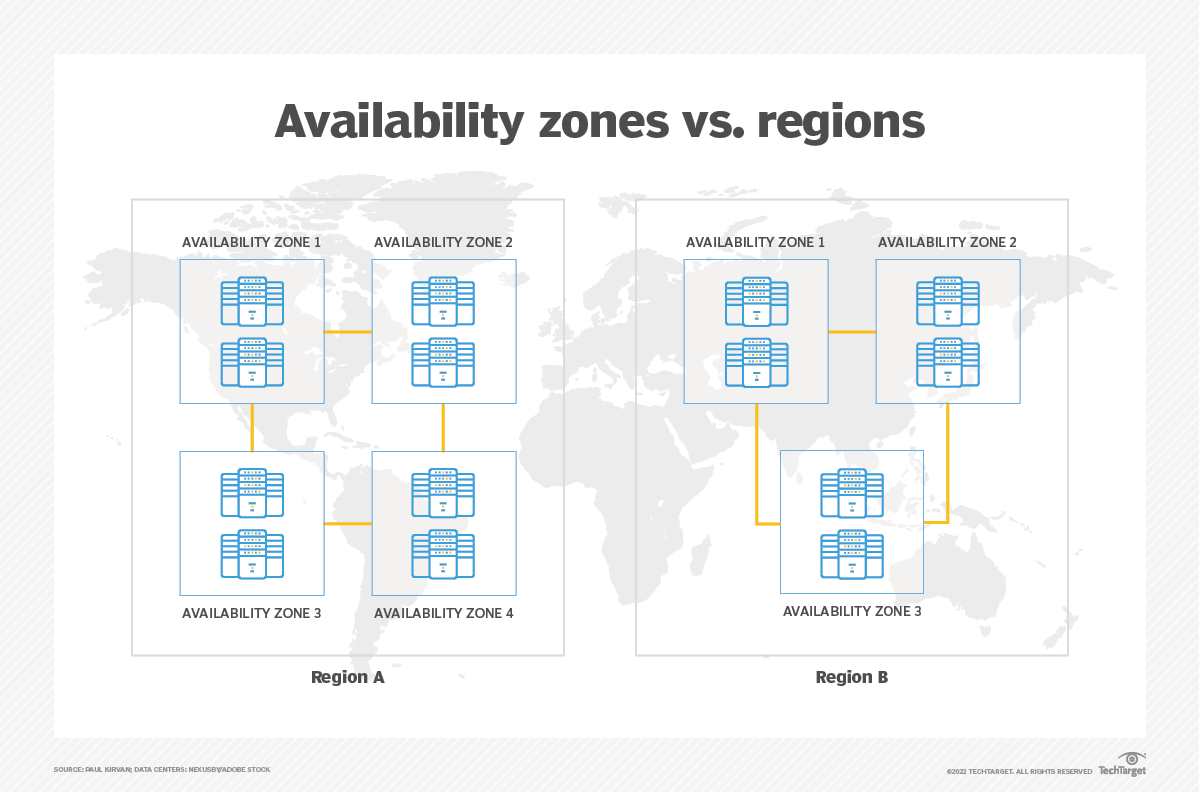 Availability zones vs. regions
AVAILABILITY ZONE 1
AVAILABILITY ZONE 2
AVAILABILITY ZONE 3
AVAILABILITY ZONE 4
Region A
AVAILABILITY ZONE 1
AVAILABILITY ZONE 2
AVAILABILITY ZONE 3
Region B
SOURCE: PAUL KIRVAN; DATA CENTERS: NEXUSBY/ADOBE STOCK
©2022 TECHTARGET. ALL RIGHTS RESERVED
TechTarget